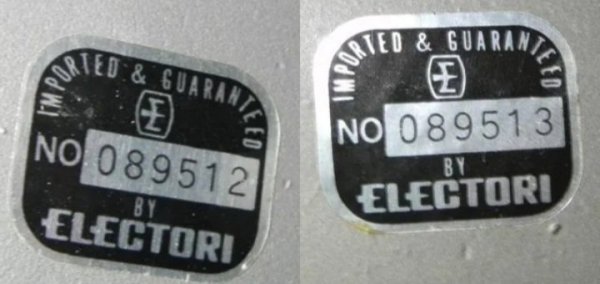 IMPORTED & GUARANTEED
E
NO 089512
BY
ELECTORI
IMPORTED & GUARANTEED
E
NO 089513
BY
ELECTORI